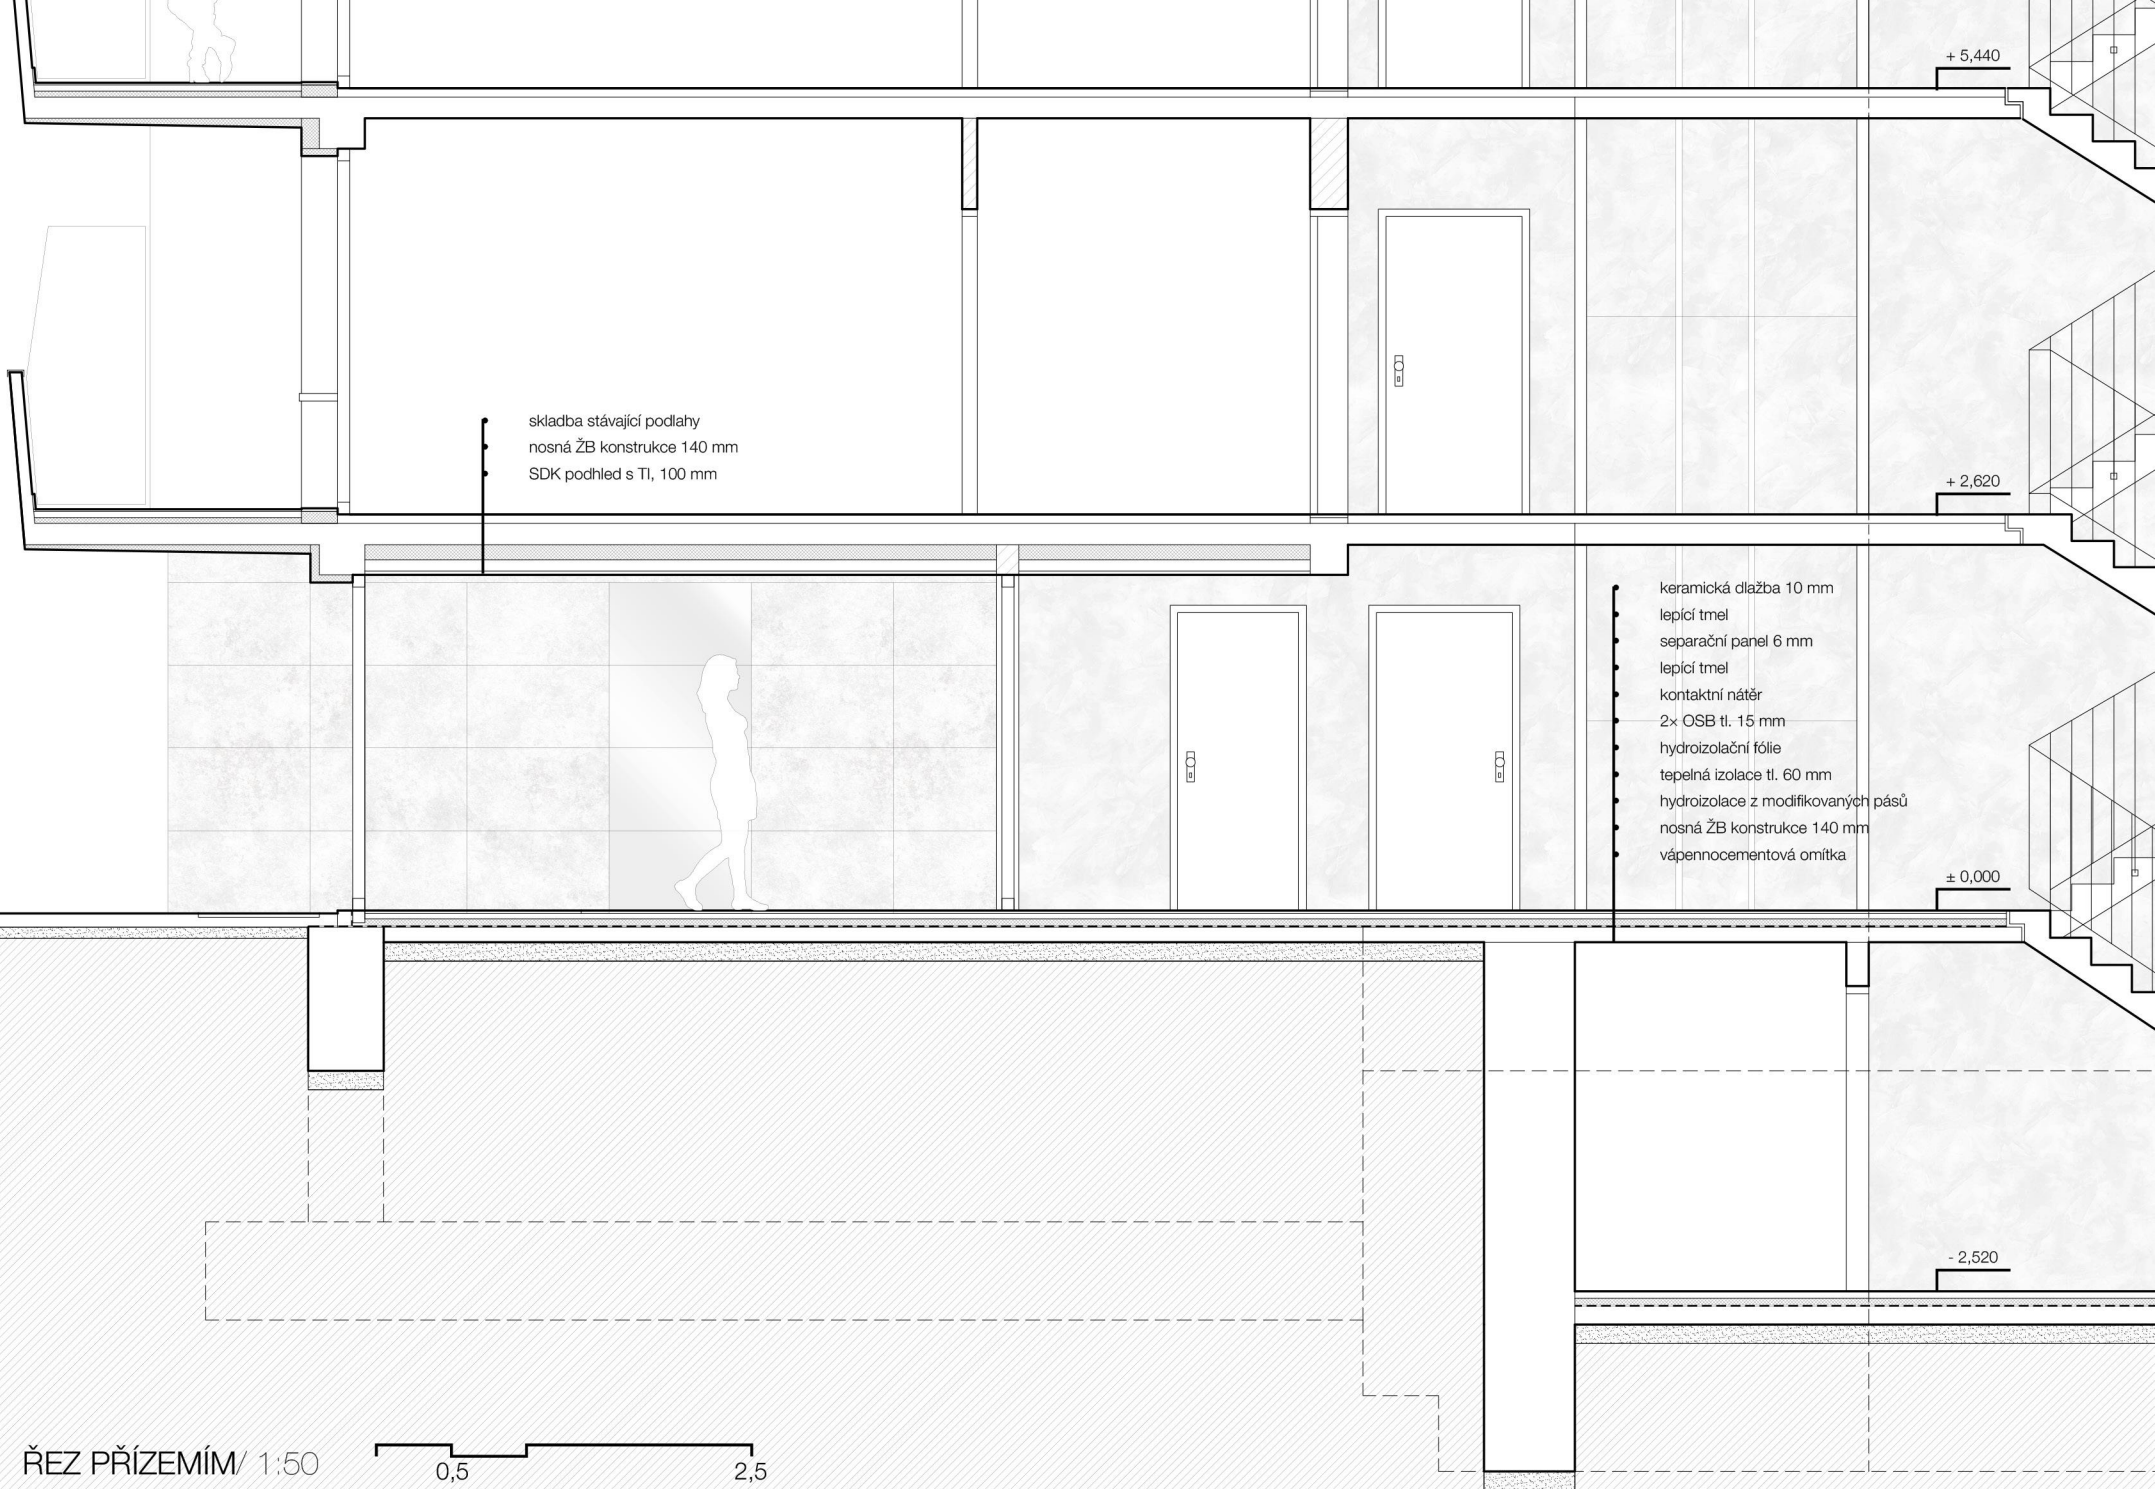 + 5,440
skladba stávající podlahy
nosná ŽB konstrukce 140 mm
SDK podhled s TI, 100 mm
+ 2,620
keramická dlažba 10 mm
lepící tmel
separační panel 6 mm
lepící tmel
kontaktní nátěr
2× OSB tl. 15 mm
hydroizolační fólie
tepelná izolace tl. 60 mm
hydroizolace z modifikovaných pásů
nosná ŽB konstrukce 140 mm
vápennocementová omítka
± 0,000
- 2,520
ŘEZ PŘÍZEMÍM/ 1:50
0,5 2,5